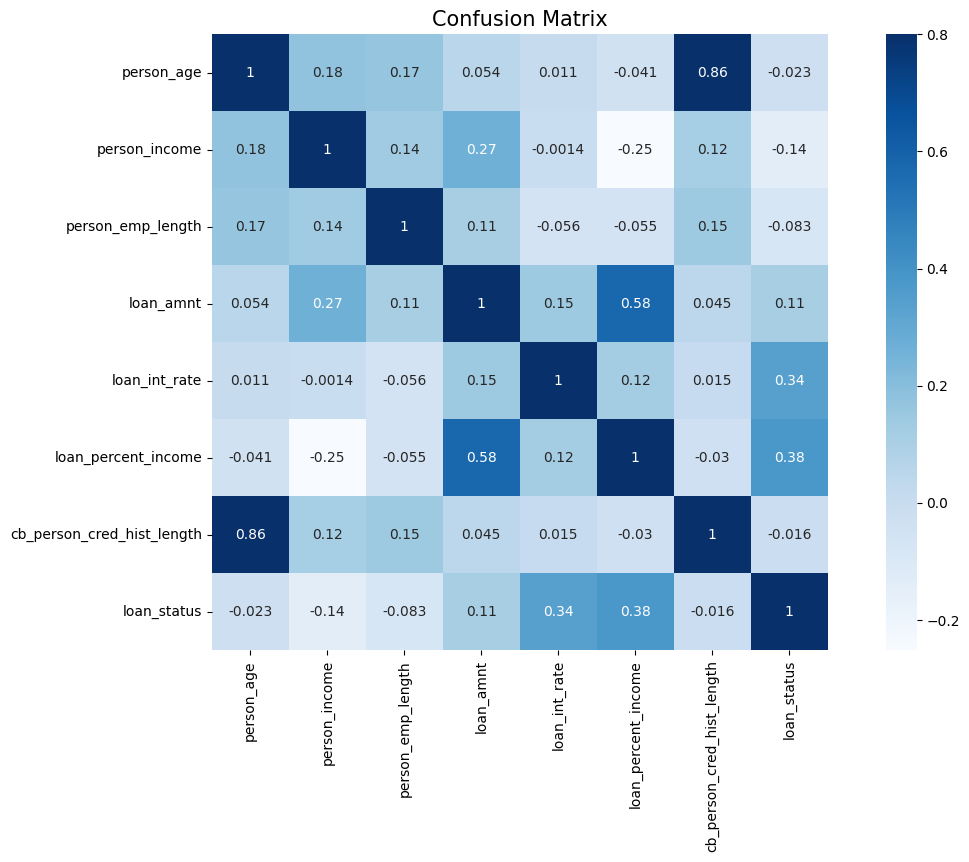 Confusion Matrix
person_age 1 0.18 0.17 0.054 0.011 -0.041 0.86 -0.023
person_income 0.18 1 0.14 0.27 -0.0014 -0.25 0.12 -0.14
person_emp_length 0.17 0.14 1 0.11 -0.056 -0.055 0.15 -0.083
loan_amnt 0.054 0.27 0.11 1 0.15 0.58 0.045 0.11
loan_int_rate 0.011 -0.0014 -0.056 0.15 1 0.12 0.015 0.34
loan_percent_income -0.041 -0.25 -0.055 0.58 0.12 1 -0.03 0.38
cb_person_cred_hist_length 0.86 0.12 0.15 0.045 0.015 -0.03 1 -0.016
loan_status -0.023 -0.14 -0.083 0.11 0.34 0.38 -0.016 1
person_age
person_income
person_emp_length
loan_amnt
loan_int_rate
loan_percent_income
cb_person_cred_hist_length
loan_status
0.8
0.6
0.4
0.2
0.0
−0.2